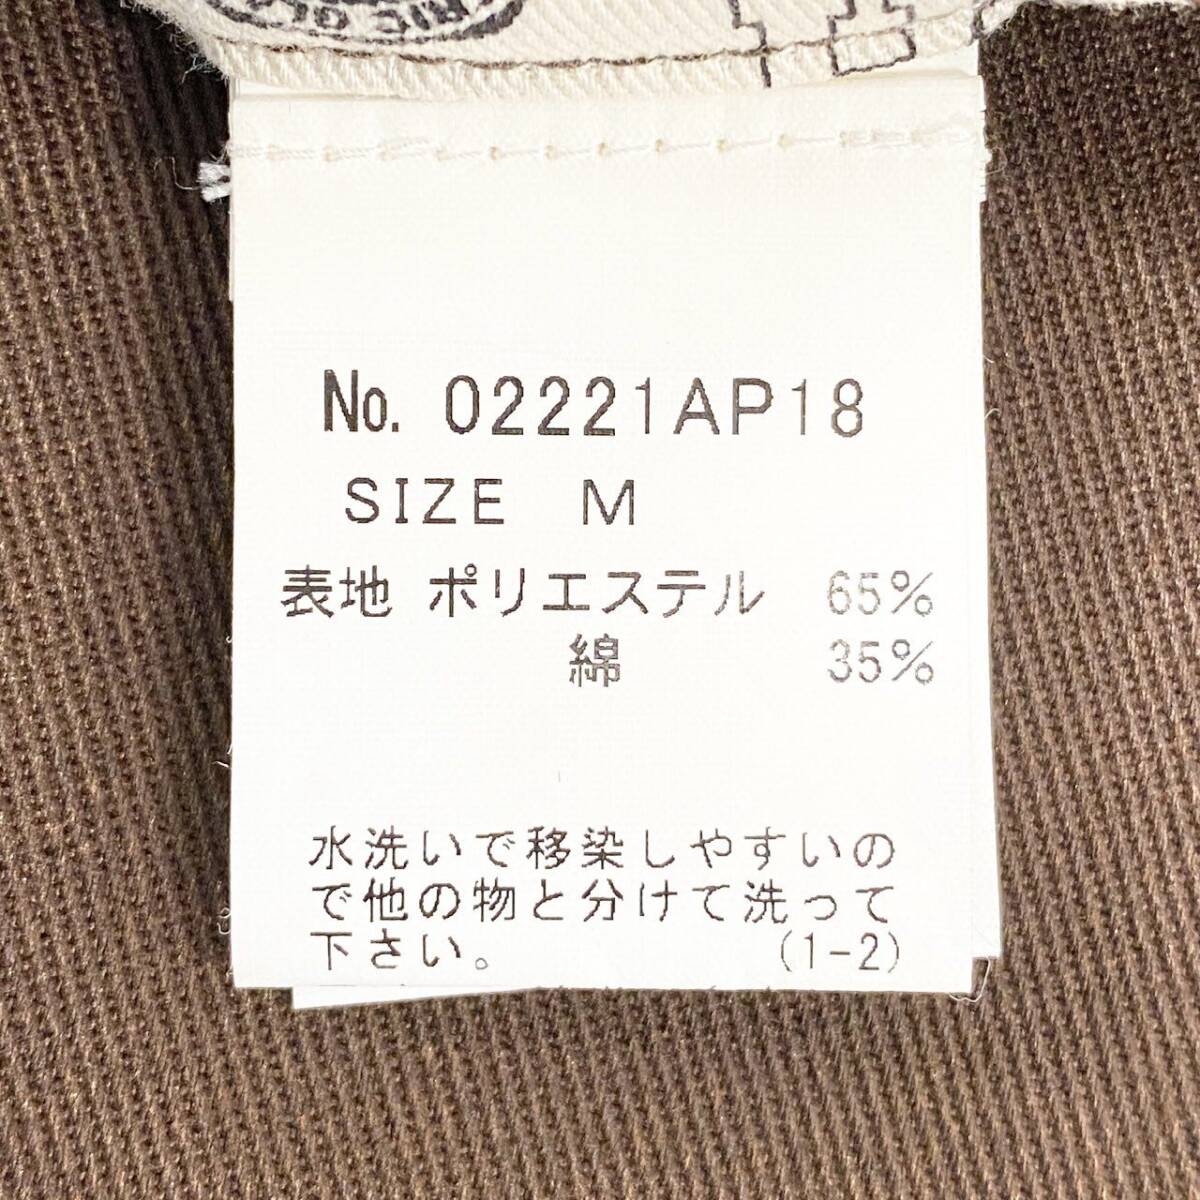 No. 02221AP18
SIZE M
表地 ポリエステル 65%
綿 35%
水洗いで移染しやすいの
で他の物と分けて洗って
下さい。 (1-2)